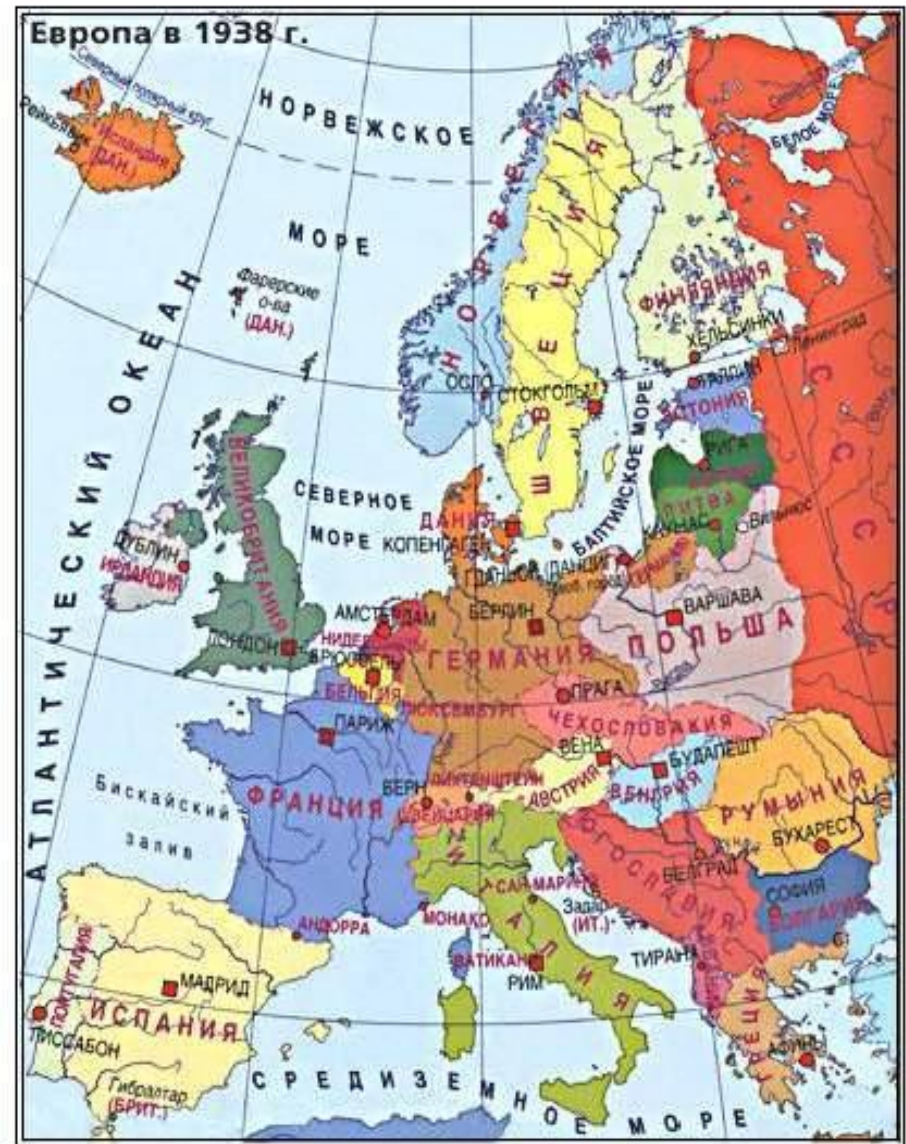 Европа в 1938 г.
Северный полярный круг
НОРВЕЖСКОЕ
МОРЕ
БЕЛОЕ МОРЕ
Исландия
(ДАН.)
Фарерские
о-ва
(ДАН.)
АТЛАНТИЧЕСКИЙ ОКЕАН
НОРВЕГИЯ
ШВЕЦИЯ
ФИНЛЯНДИЯ
ХЕЛЬСИНКИ
Ленинград
ОСЛО
СТОКГОЛЬМ
ТАЛЛИН
ЭСТОНИЯ
СССР
РИГА
ЛИТВА
КАУНАС
Вильнюс
БАЛТИЙСКОЕ МОРЕ
ВЕЛИКОБРИТАНИЯ
СЕВЕРНОЕ
МОРЕ
ДАНИЯ
КОПЕНГАГЕН
ДУБЛИН
ИРЛАНДИЯ
ЛОНДОН
АМСТЕРДАМ
БРЮССЕЛЬ
БЕЛЬГИЯ
ЛЮКСЕМБУРГ
БЕРЛИН
ГЕРМАНИЯ
ГЕРМАНИЯ
ВАРШАВА
ПОЛЬША
ПРАГА
ЧЕХОСЛОВАКИЯ
ПАРИЖ
ФРАНЦИЯ
БЕРН
ШВЕЙЦАРИЯ
ЛИХТЕНШТЕЙН
ВЕНА
АВСТРИЯ
БУДАПЕШТ
ВЕНГРИЯ
РУМЫНИЯ
БУХАРЕСТ
Бискайский
залив
ЮГОСЛАВИЯ
БЕЛГРАД
СОФИЯ
БОЛГАРИЯ
САН-МАРИНО
Задар
(ИТ.)
МОНАКО
АНДОРРА
ИТАЛИЯ
ВАТИКАН
РИМ
ТИРАНА
ГРЕЦИЯ
АФИНЫ
МАДРИД
ИСПАНИЯ
ПОРТУГАЛИЯ
ЛИССАБОН
Гибралтар
(БРИТ.)
СРЕДИЗЕМНОЕ МОРЕ